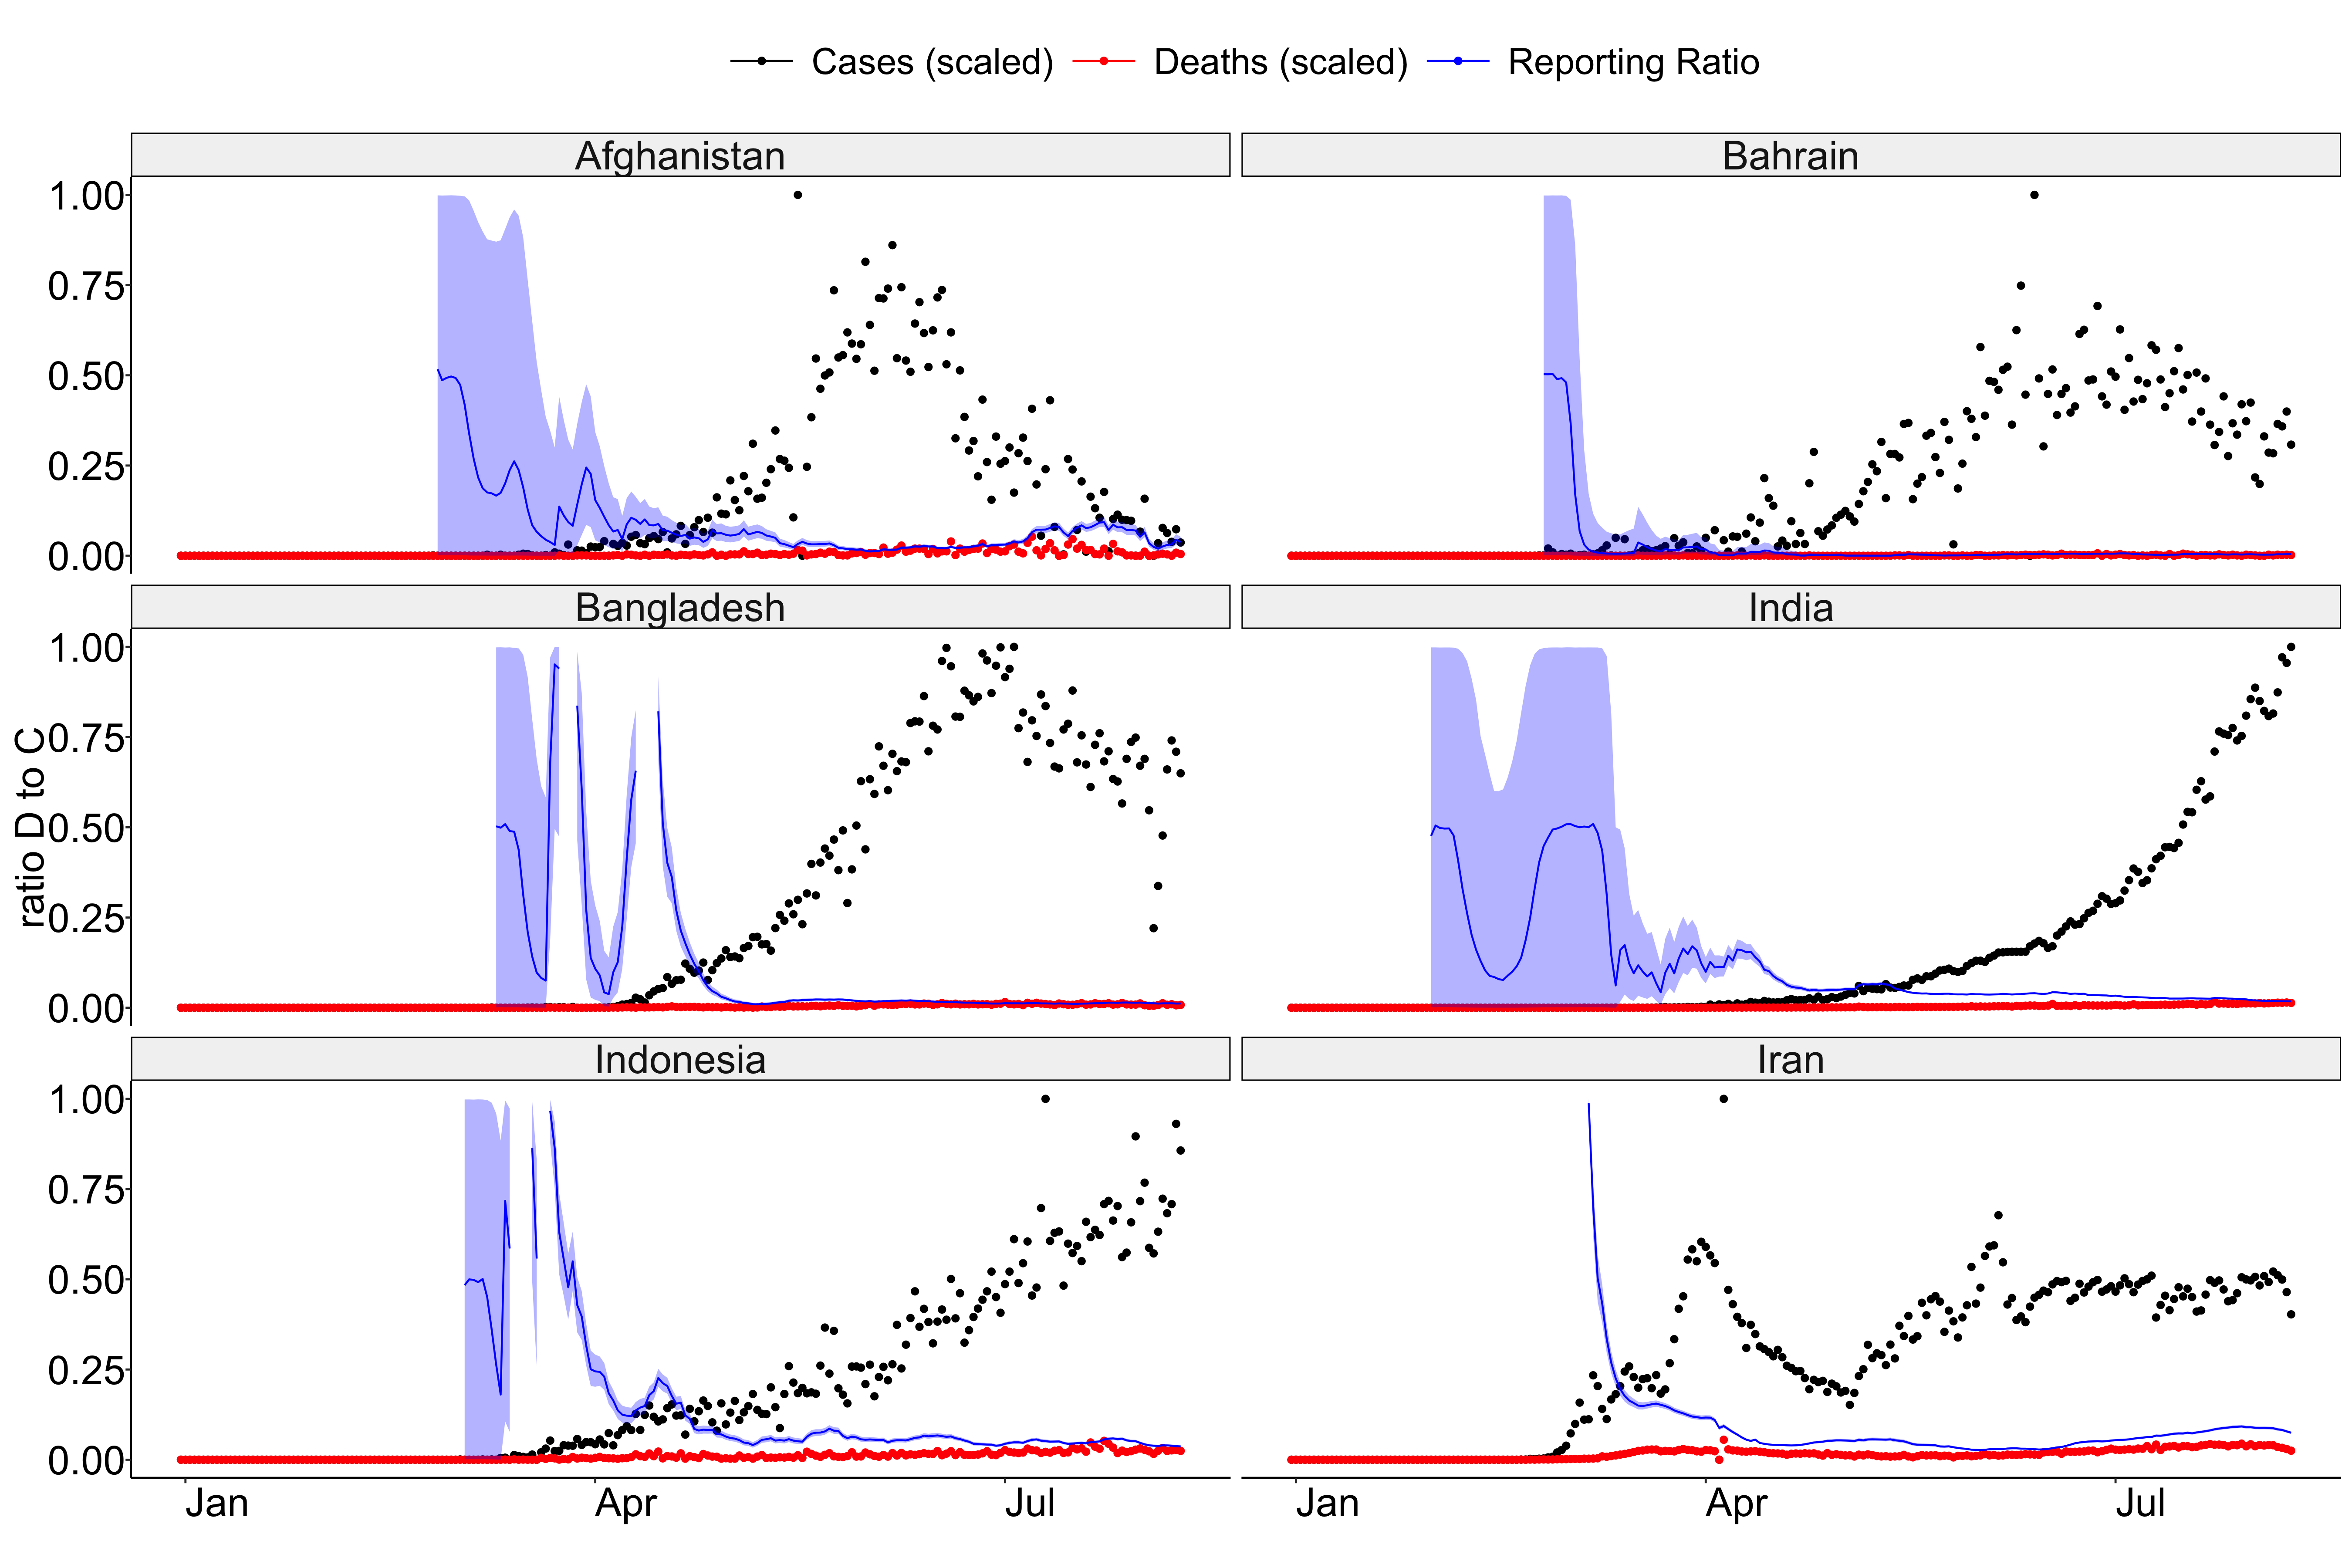 Cases (scaled) Deaths (scaled) Reporting Ratio
Afghanistan Bahrain
1.00
0.75
0.50
0.25
0.00
Bangladesh India
1.00
0.75
0.50
0.25
0.00
ratio D to C
Indonesia Iran
1.00
0.75
0.50
0.25
0.00
Jan Apr Jul Jan Apr Jul